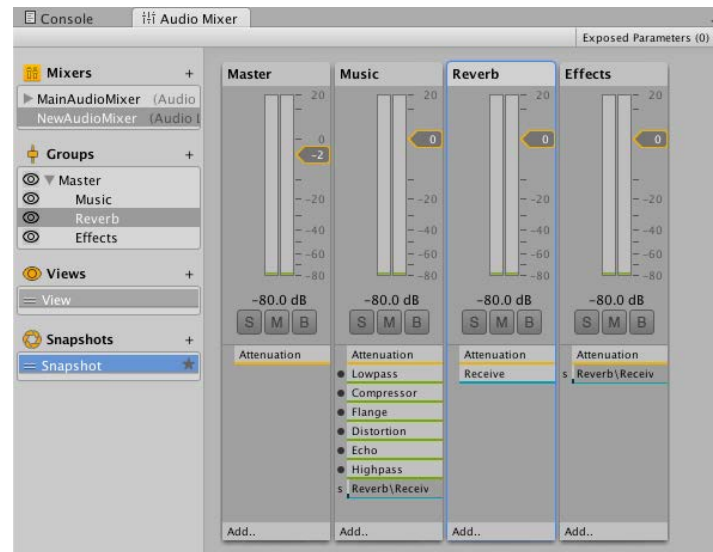 Console
Audio Mixer
Exposed Parameters (0)
Mixers +
MainAudioMixer (Audio
NewAudioMixer (Audio L
Groups +
Master
Music
Reverb
Effects
Views +
View
Snapshots +
Snapshot
Master
20
0
-2
-20
-40
-60
-80
-80.0 dB
S M B
Attenuation
Add..
Music
20
0
-20
-40
-60
-80
-80.0 dB
S M B
Attenuation
Lowpass
Compressor
Flange
Distortion
Echo
Highpass
s Reverb\Receiv
Add..
Reverb
20
0
-20
-40
-60
-80
-80.0 dB
S M B
Attenuation
Receive
Add..
Effects
20
0
-20
-40
-60
-80
-80.0 dB
S M B
Attenuation
s Reverb\Receiv
Add..